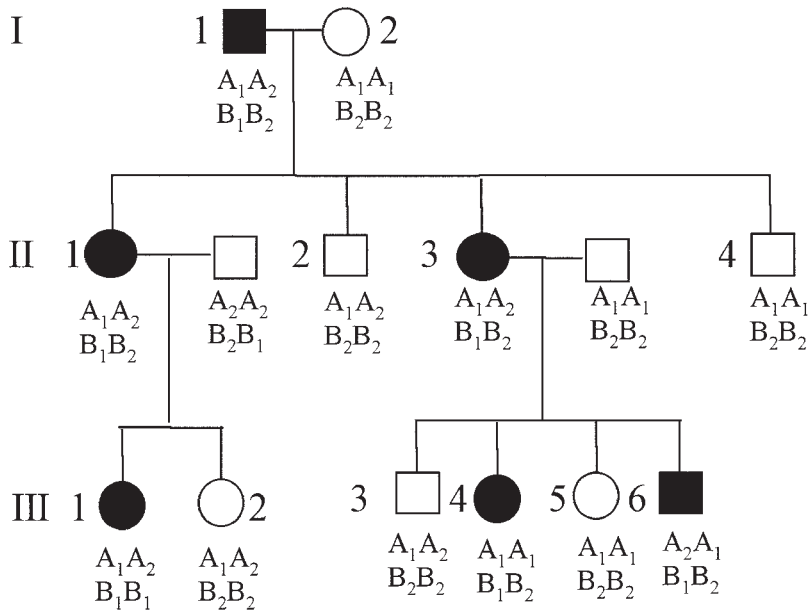 I 1 2
A₁A₂ A₁A₁
B₁B₂ B₂B₂
II 1 2 3 4
A₁A₂ A₂A₂ A₁A₂ A₁A₂ A₁A₁ A₁A₁
B₁B₂ B₂B₁ B₂B₂ B₁B₂ B₂B₂ B₂B₂
III 1 2 3 4 5 6
A₁A₂ A₁A₂ A₁A₂ A₁A₁ A₁A₁ A₂A₁
B₁B₁ B₂B₂ B₂B₂ B₁B₂ B₂B₂ B₁B₂